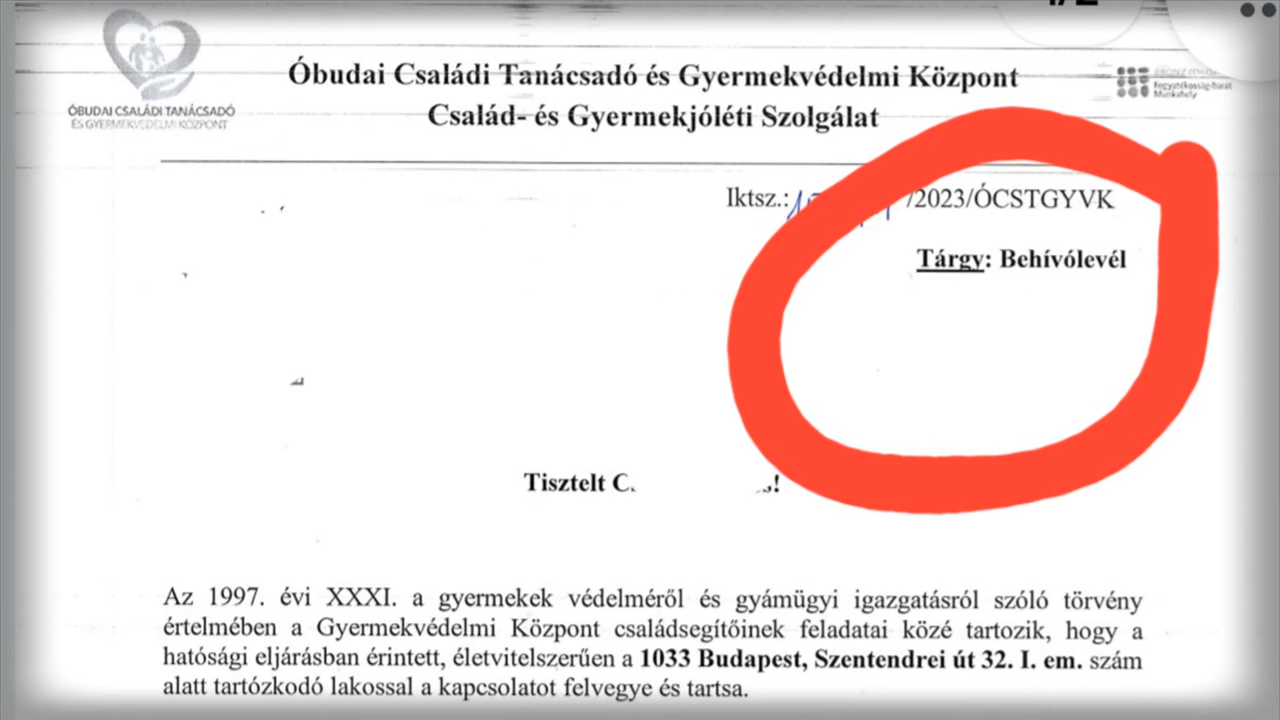 ÓBUDAI CSALÁDI TANÁCSADÓ
ÉS GYERMEKVÉDELMI KÖZPONT
Óbudai Családi Tanácsadó és Gyermekvédelmi Központ
Család- és Gyermekjóléti Szolgálat
Munkahely
Iktsz.: /2023/ÓCSTGYVK
Tárgy: Behívólevél
Tisztelt C. !
Az 1997. évi XXXI. a gyermekek védelméről és gyámügyi igazgatásról szóló törvény
értelmében a Gyermekvédelmi Központ családsegítőinek feladatai közé tartozik, hogy a
hatósági eljárásban érintett, életvitelszerűen a 1033 Budapest, Szentendrei út 32. I. em. szám
alatt tartózkodó lakossal a kapcsolatot felvegye és tartsa.